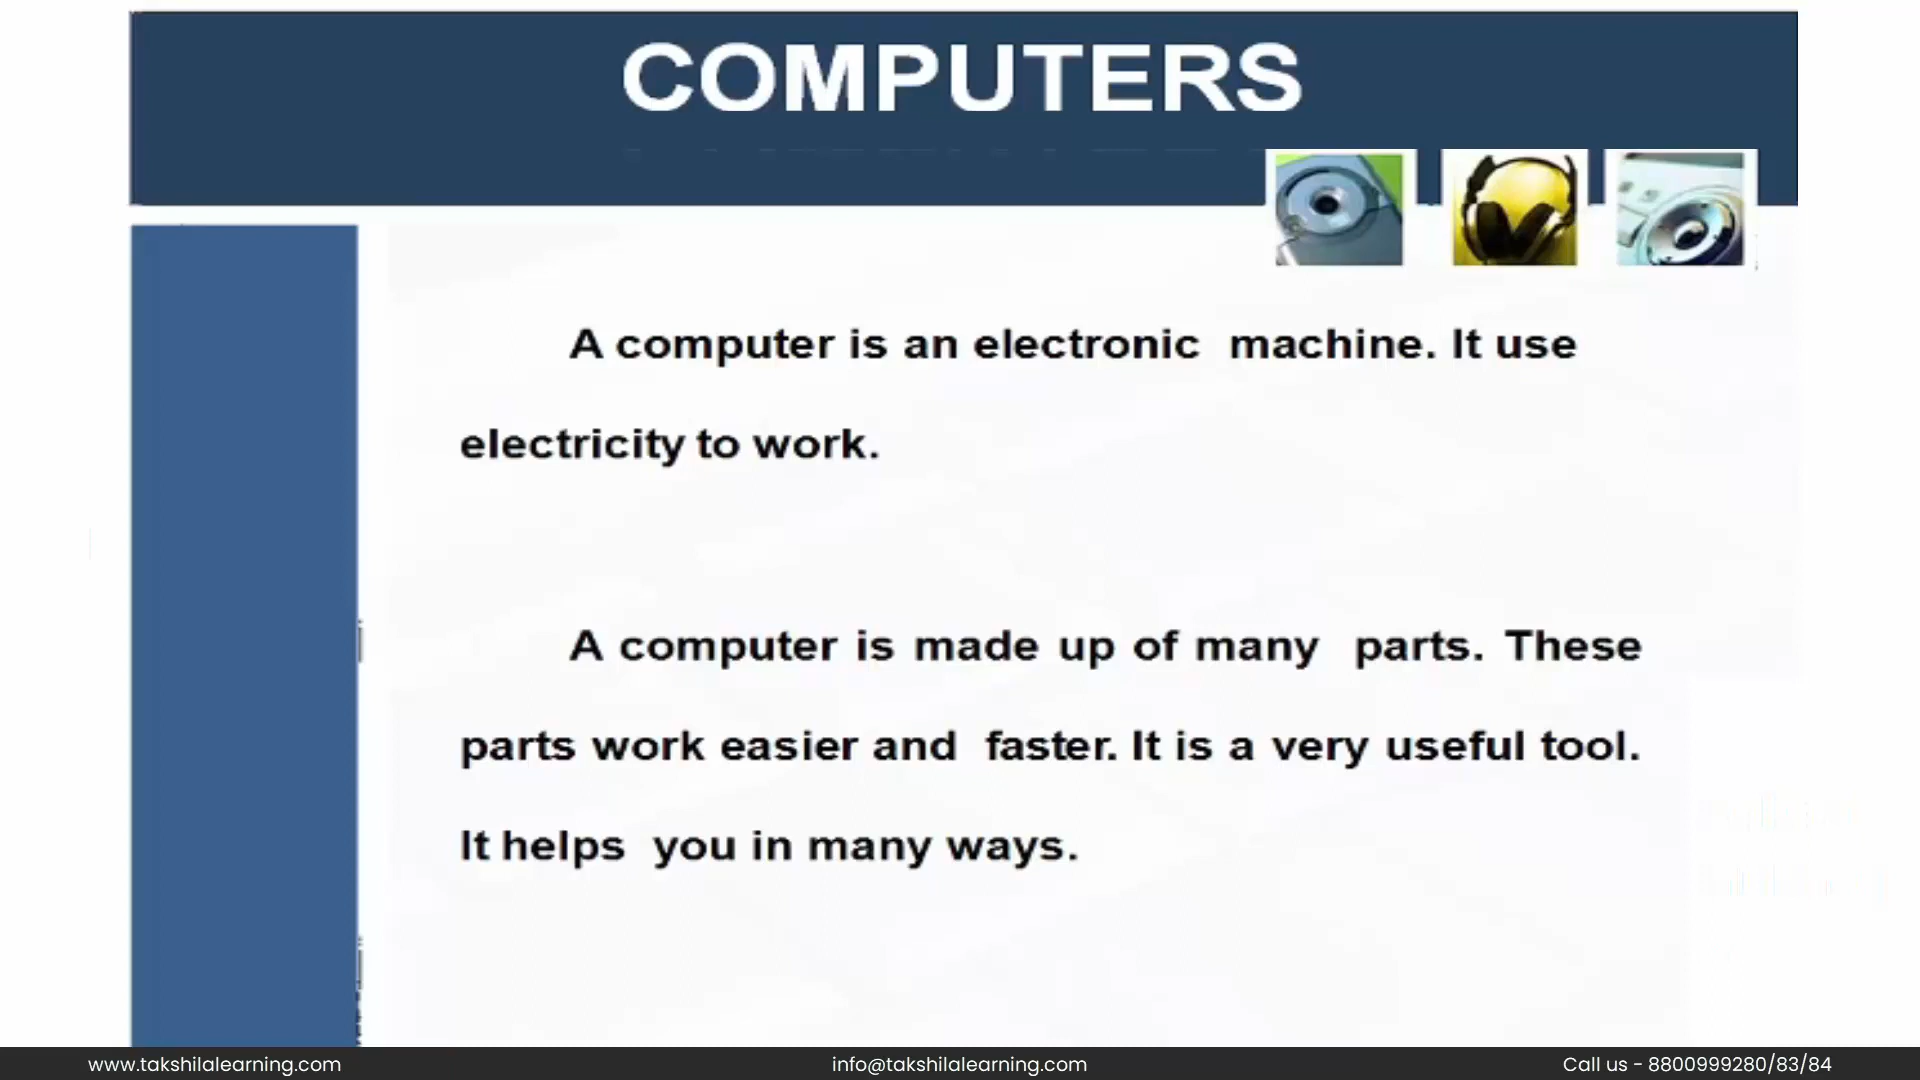 COMPUTERS
A computer is an electronic machine. It use
electricity to work.
A computer is made up of many parts. These
parts work easier and faster. It is a very useful tool.
It helps you in many ways.
www.takshilalearning.com
info@takshilalearning.com
Call us - 8800999280/83/84